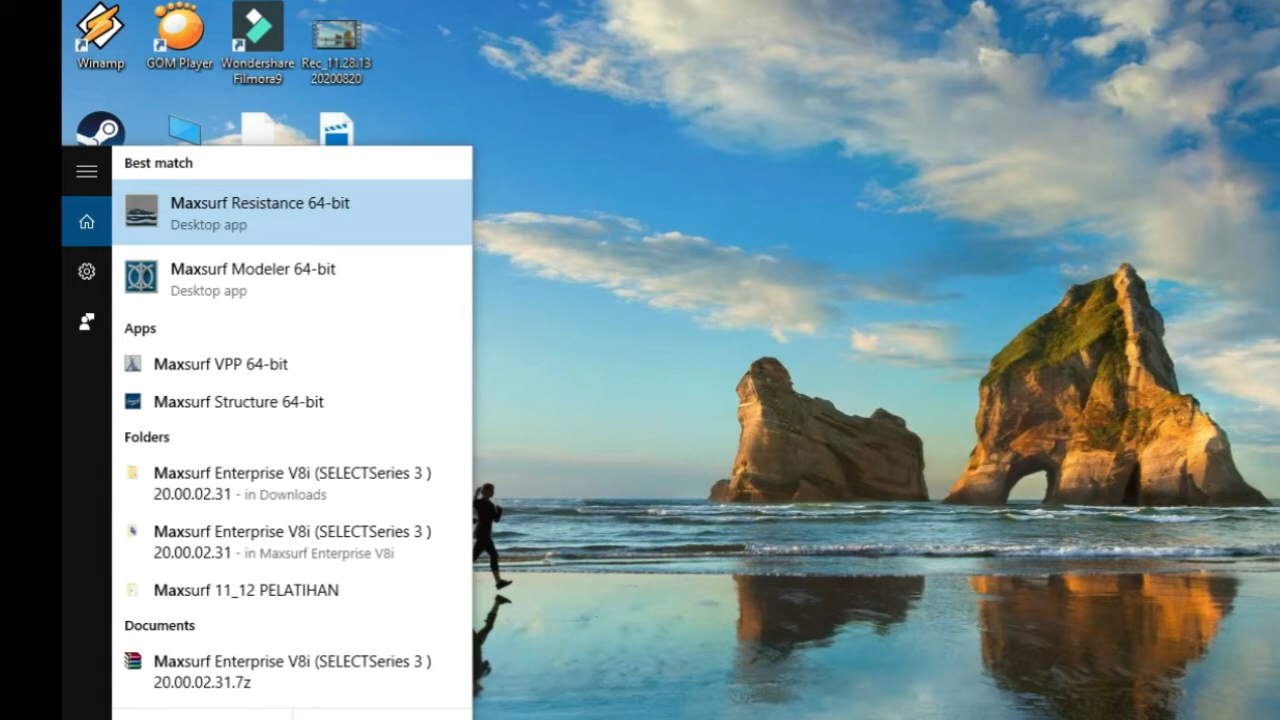 Winamp
GOM Player
Wondershare
Filmora9
Rec_11.28.13
20200820
Best match
Maxsurf Resistance 64-bit
Desktop app
Maxsurf Modeler 64-bit
Desktop app
Apps
Maxsurf VPP 64-bit
Maxsurf Structure 64-bit
Folders
Maxsurf Enterprise V8i (SELECTSeries 3 )
20.00.02.31 - in Downloads
Maxsurf Enterprise V8i (SELECTSeries 3 )
20.00.02.31 - in Maxsurf Enterprise V8i
Maxsurf 11_12 PELATIHAN
Documents
Maxsurf Enterprise V8i (SELECTSeries 3 )
20.00.02.31.7z